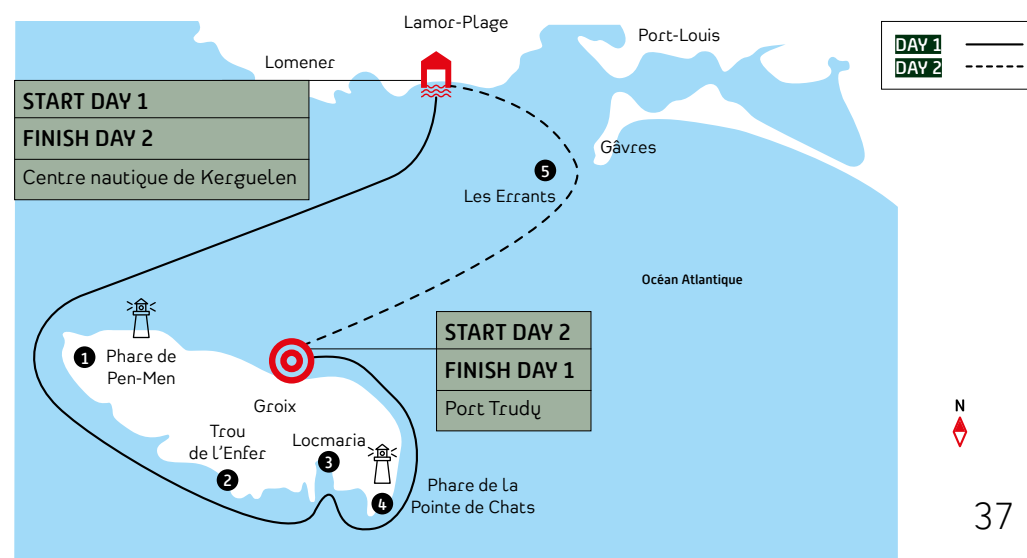 Lamor-Plage
Port-Louis
Lomener
DAY 1
DAY 2
START DAY 1
FINISH DAY 2
Centre nautique de Kerguelen
Gâvres
5
Les Errants
Océan Atlantique
START DAY 2
FINISH DAY 1
Port Trudy
1
Phare de
Pen-Men
Groix
Trou
de l'Enfer
2
Locmaria
3
4
Phare de la
Pointe de Chats
N
37